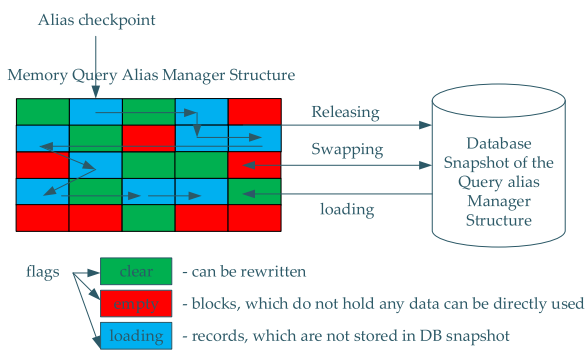 Alias checkpoint
Memory Query Alias Manager Structure
Releasing
Swapping
loading
Database
Snapshot of the
Query alias
Manager
Structure
flags
clear - can be rewritten
empty - blocks, which do not hold any data can be directly used
loading - records, which are not stored in DB snapshot